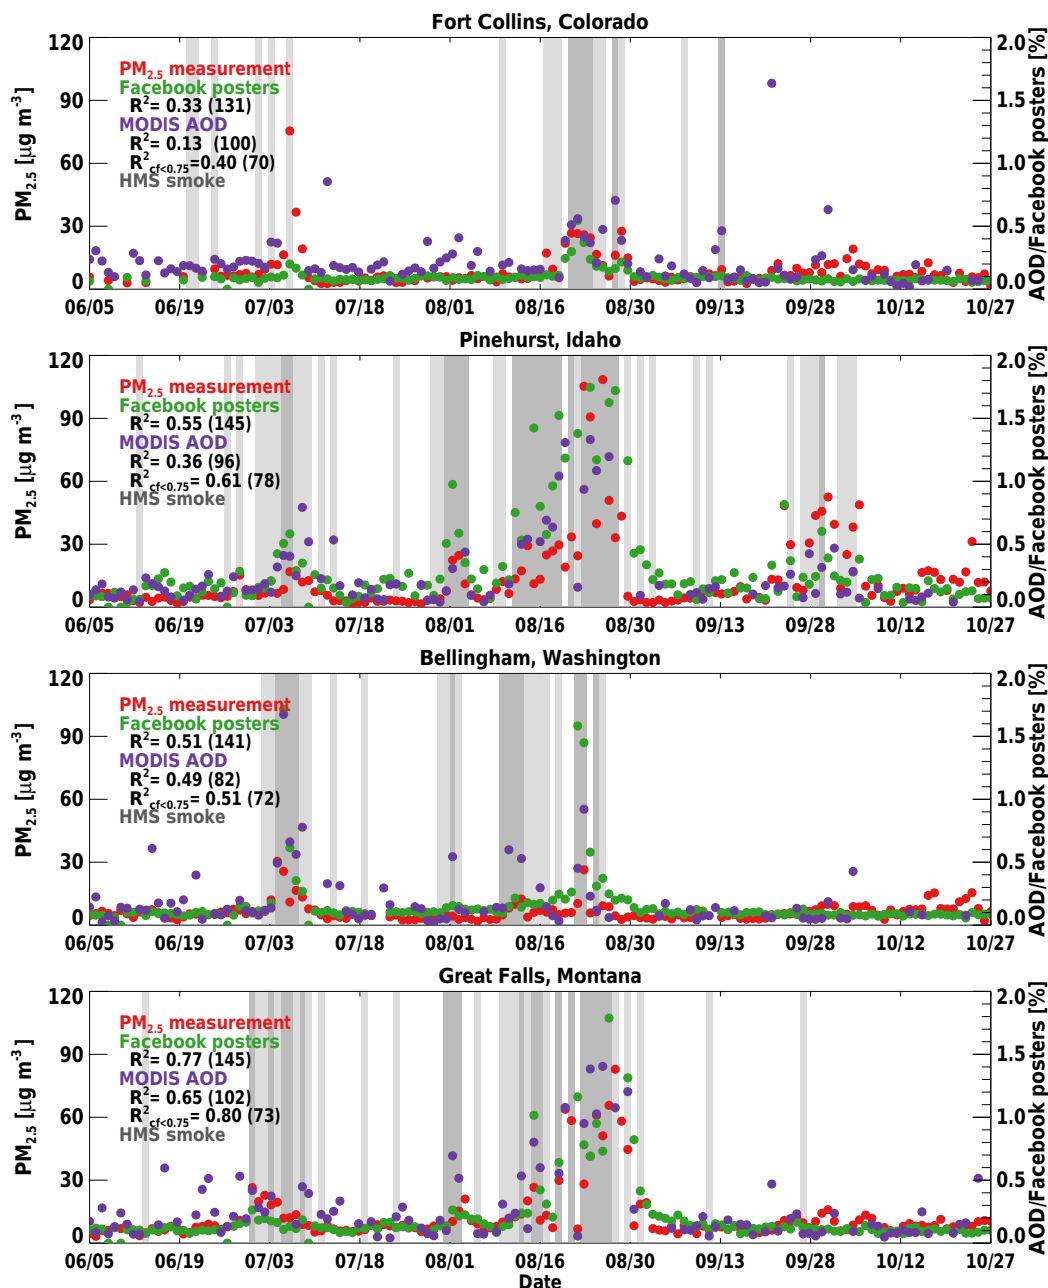 Fort Collins, Colorado
120
90
60
30
0
PM2.5 [µg m-3]
PM2.5 measurement
Facebook posters
R2= 0.33 (131)
MODIS AOD
R2= 0.13 (100)
R2cf<0.75=0.40 (70)
HMS smoke
2.0
1.5
1.0
0.5
0.0
AOD/Facebook posters [%]
06/05 06/19 07/03 07/18 08/01 08/16 08/30 09/13 09/28 10/12 10/27
Pinehurst, Idaho
120
90
60
30
0
PM2.5 [µg m-3]
PM2.5 measurement
Facebook posters
R2= 0.55 (145)
MODIS AOD
R2= 0.36 (96)
R2cf<0.75= 0.61 (78)
HMS smoke
2.0
1.5
1.0
0.5
0.0
AOD/Facebook posters [%]
06/05 06/19 07/03 07/18 08/01 08/16 08/30 09/13 09/28 10/12 10/27
Bellingham, Washington
120
90
60
30
0
PM2.5 [µg m-3]
PM2.5 measurement
Facebook posters
R2= 0.51 (141)
MODIS AOD
R2= 0.49 (82)
R2cf<0.75= 0.51 (72)
HMS smoke
2.0
1.5
1.0
0.5
0.0
AOD/Facebook posters [%]
06/05 06/19 07/03 07/18 08/01 08/16 08/30 09/13 09/28 10/12 10/27
Great Falls, Montana
120
90
60
30
0
PM2.5 [µg m-3]
PM2.5 measurement
Facebook posters
R2= 0.77 (145)
MODIS AOD
R2= 0.65 (102)
R2cf<0.75= 0.80 (73)
HMS smoke
2.0
1.5
1.0
0.5
0.0
AOD/Facebook posters [%]
06/05 06/19 07/03 07/18 08/01 08/16 08/30 09/13 09/28 10/12 10/27
Date